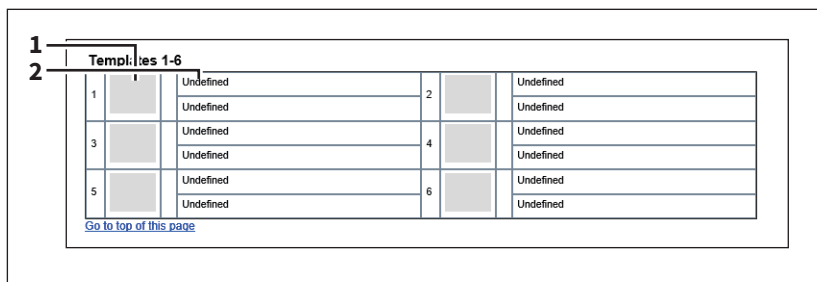 1
2
Templates 1-6
1 Undefined 2 Undefined
Undefined Undefined
3 Undefined 4 Undefined
Undefined Undefined
5 Undefined 6 Undefined
Undefined Undefined
Go to top of this page